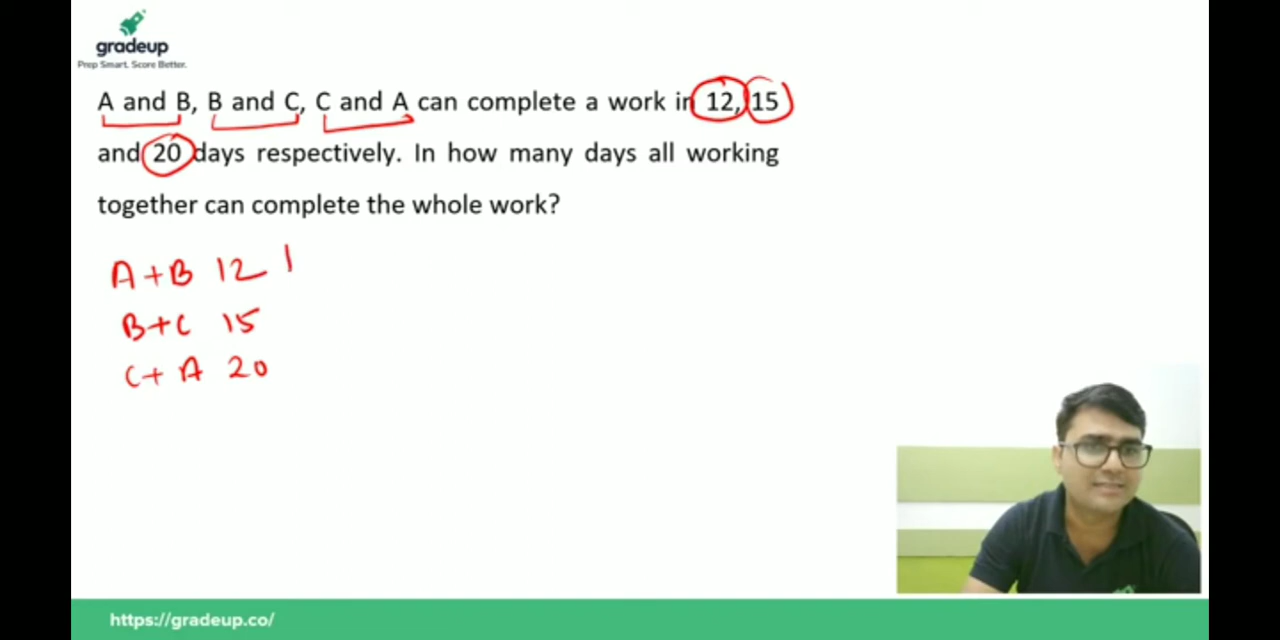 gradeup
Prep Smart. Score Better.
A and B, B and C, C and A can complete a work in 12, 15
and 20 days respectively. In how many days all working
together can complete the whole work?
A+B 12 |
B+C 15
C+A 20
https://gradeup.co/